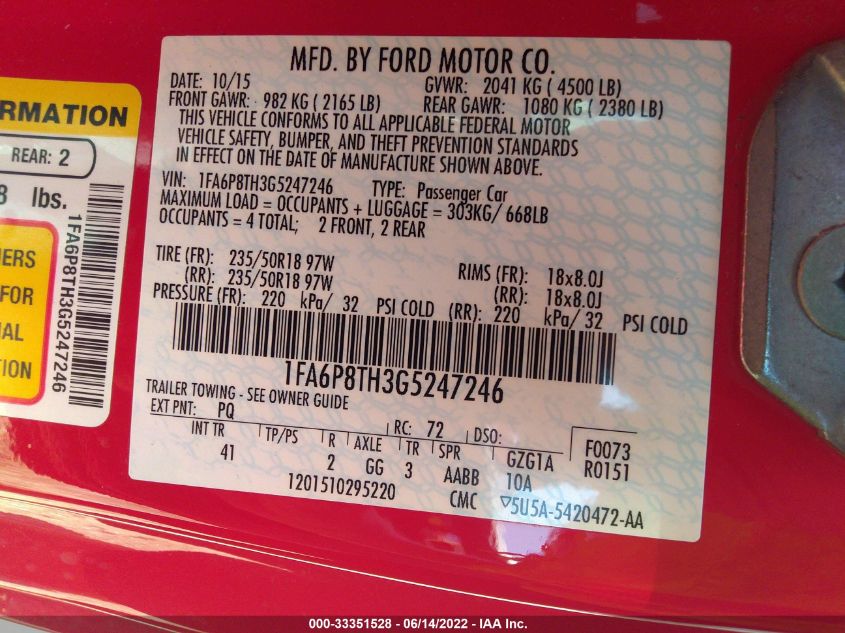 MFD. BY FORD MOTOR CO.
DATE: 10/15 GVWR: 2041 KG ( 4500 LB)
FRONT GAWR: 982 KG ( 2165 LB) REAR GAWR: 1080 KG ( 2380 LB)
THIS VEHICLE CONFORMS TO ALL APPLICABLE FEDERAL MOTOR
VEHICLE SAFETY, BUMPER, AND THEFT PREVENTION STANDARDS
IN EFFECT ON THE DATE OF MANUFACTURE SHOWN ABOVE.
VIN: 1FA6P8TH3G5247246 TYPE: Passenger Car
MAXIMUM LOAD = OCCUPANTS + LUGGAGE = 303KG/ 668LB
OCCUPANTS = 4 TOTAL; 2 FRONT, 2 REAR
TIRE (FR): 235/50R18 97W RIMS (FR): 18x8.0J
(RR): 235/50R18 97W (RR): 18x8.0J
PRESSURE (FR): 220 kPa/ 32 PSI COLD (RR): 220 kPa/ 32 PSI COLD
1FA6P8TH3G5247246
TRAILER TOWING - SEE OWNER GUIDE
EXT PNT: PQ RC: 72 DSO: F0073
INT TR TP/PS R AXLE TR SPR GZG1A R0151
41 2 GG 3 AABB 10A
1201510295220 CMC ▽5U5A-5420472-AA
RMATION
REAR: 2
8 lbs.
ERS
FOR
AL
N
1FA6P8TH3G5247246
000-33351528 - 06/14/2022 - IAA Inc.